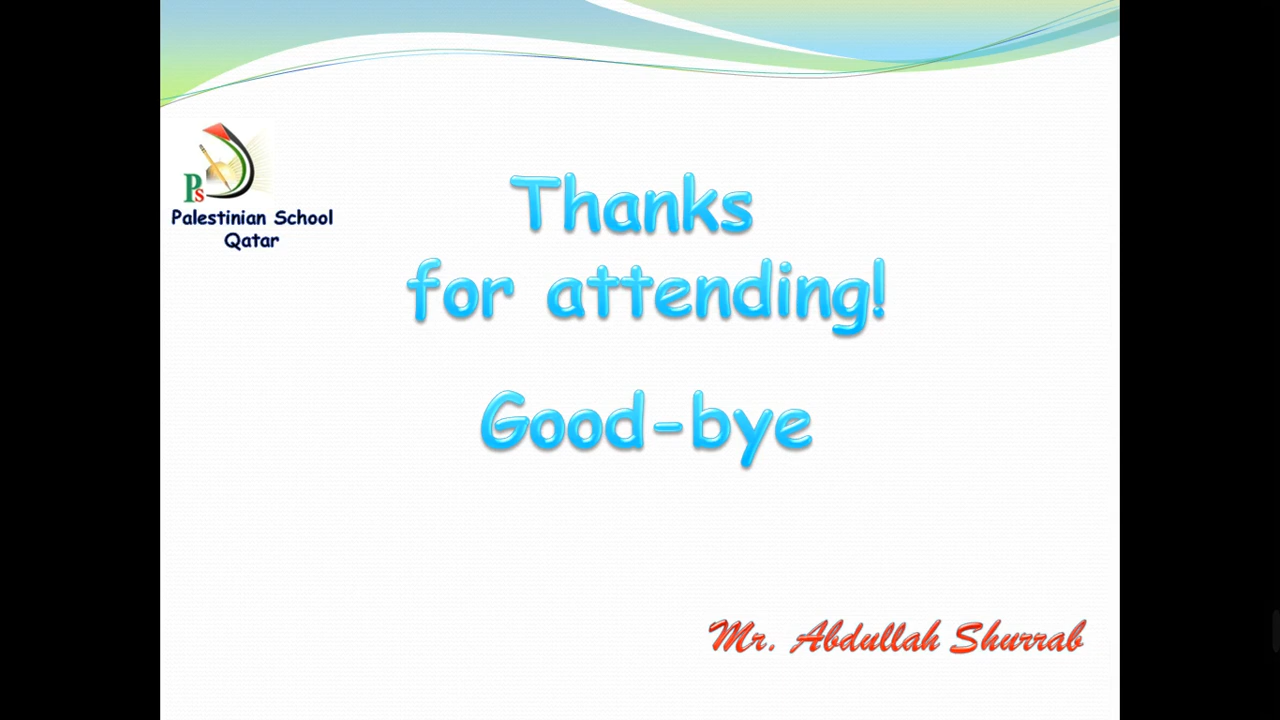 Ps
Palestinian School
Qatar
Thanks
for attending!
Good-bye
Mr. Abdullah Shurrab